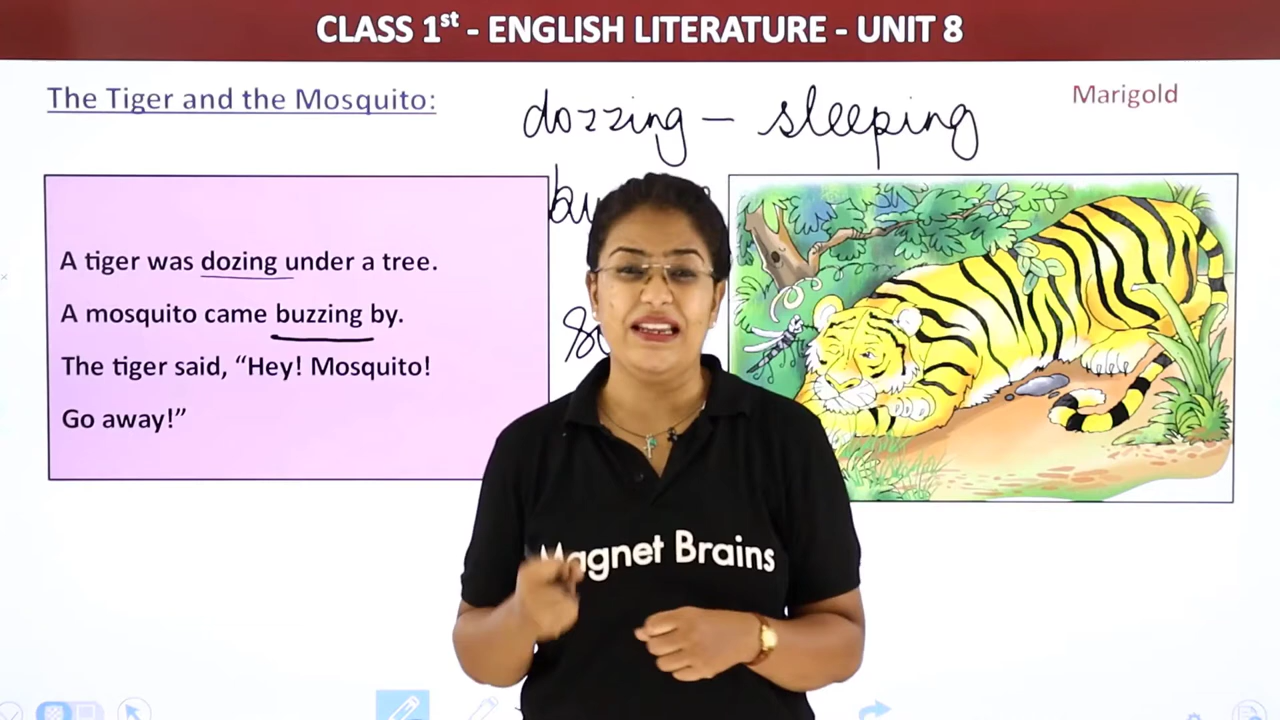 CLASS 1st - ENGLISH LITERATURE - UNIT 8
The Tiger and the Mosquito:
Marigold
dozzing – sleeping
A tiger was dozing under a tree.
A mosquito came buzzing by.
The tiger said, “Hey! Mosquito!
Go away!”
Magnet Brains